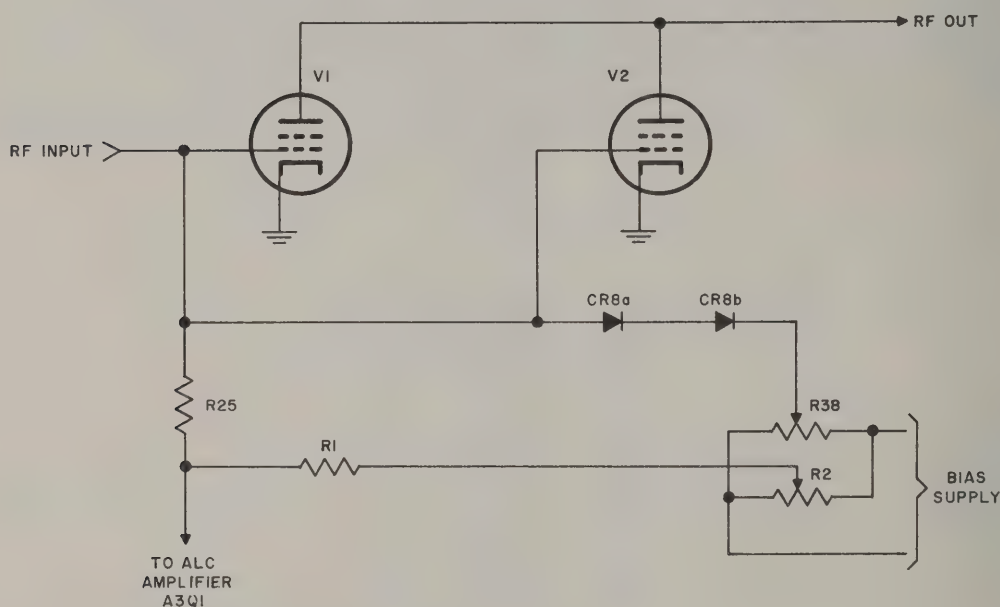 RF OUT
V1
V2
RF INPUT
CR8a
CR8b
R25
R38
R1
R2
BIAS
SUPPLY
TO ALC
AMPLIFIER
A3Q1